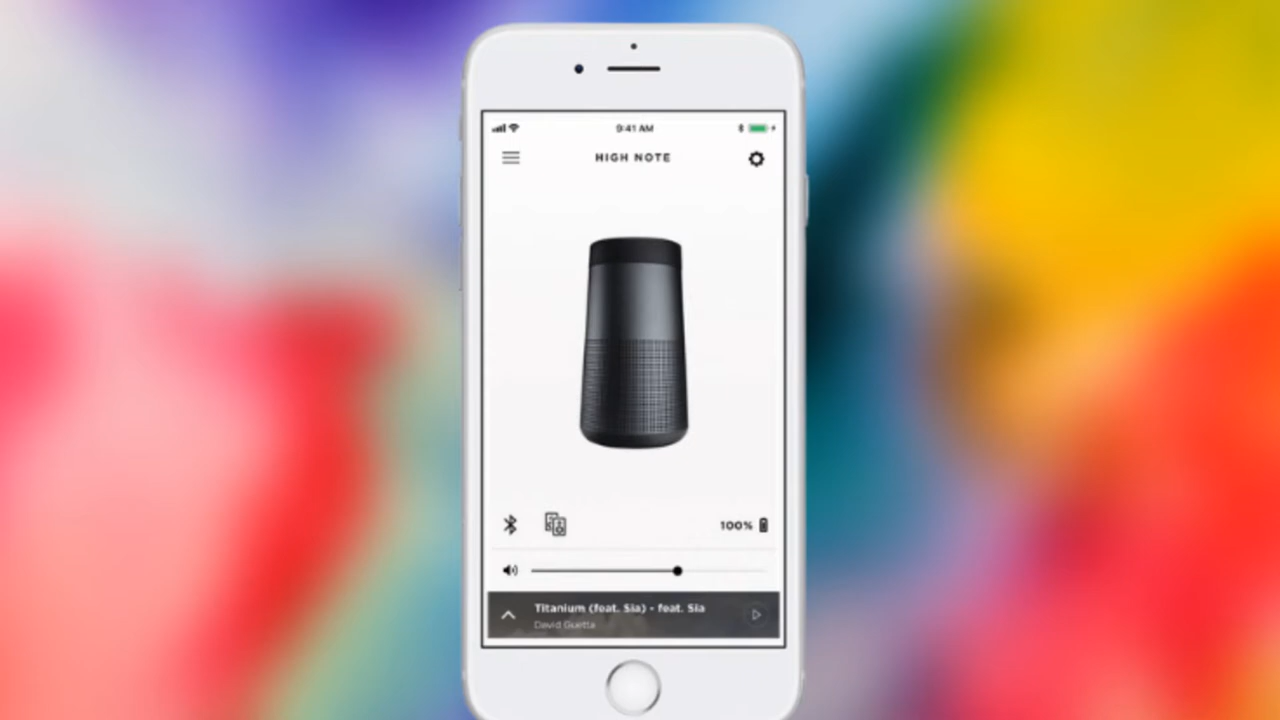 9:41 AM
HIGH NOTE
100%
Titanium (feat. Sia) - feat. Sia
David Guetta